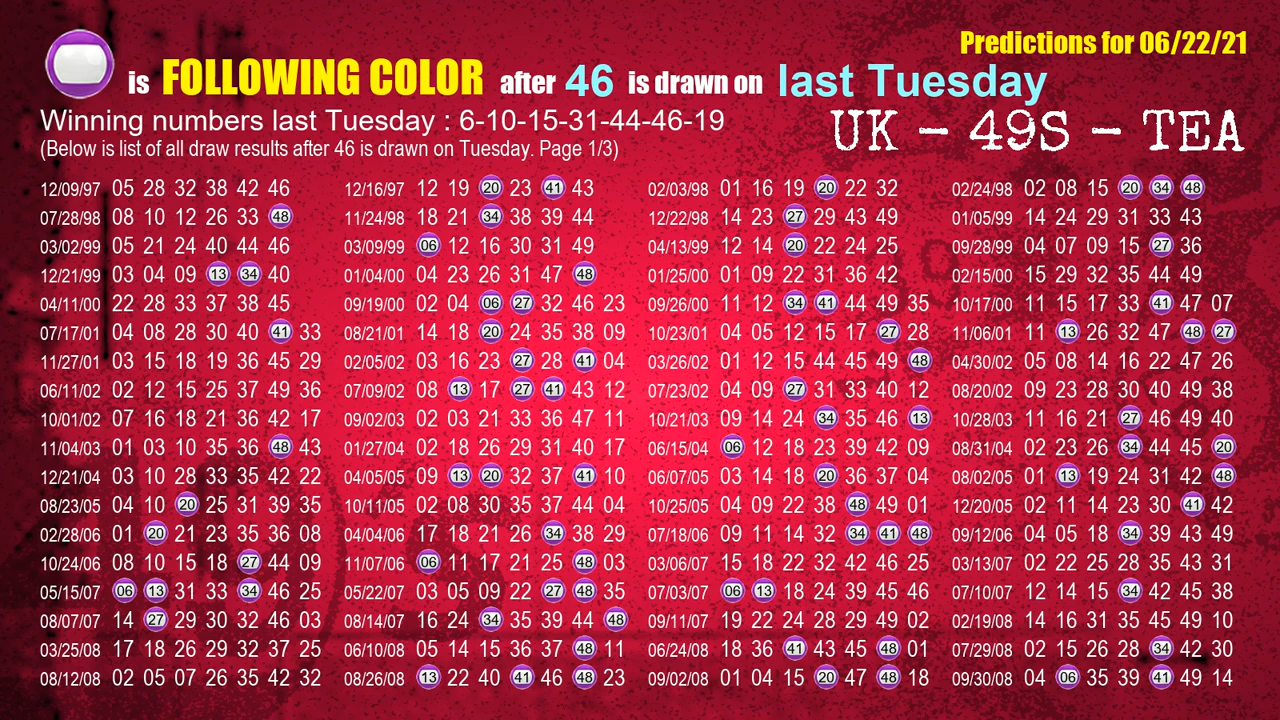 Predictions for 06/22/21
is FOLLOWING COLOR after 46 is drawn on last Tuesday
Winning numbers last Tuesday : 6-10-15-31-44-46-19
UK - 49S - TEA
(Below is list of all draw results after 46 is drawn on Tuesday. Page 1/3)
12/09/97 05 28 32 38 42 46 12/16/97 12 19 20 23 41 43 02/03/98 01 16 19 20 22 32 02/24/98 02 08 15 20 34 48
07/28/98 08 10 12 26 33 48 11/24/98 18 21 34 38 39 44 12/22/98 14 23 27 29 43 49 01/05/99 14 24 29 31 33 43
03/02/99 05 21 24 40 44 46 03/09/99 06 12 16 30 31 49 04/13/99 12 14 20 22 24 25 09/28/99 04 07 09 15 27 36
12/21/99 03 04 09 13 34 40 01/04/00 04 23 26 31 47 48 01/25/00 01 09 22 31 36 42 02/15/00 15 29 32 35 44 49
04/11/00 22 28 33 37 38 45 09/19/00 02 04 06 27 32 46 23 09/26/00 11 12 34 41 44 49 35 10/17/00 11 15 17 33 41 47 07
07/17/01 04 08 28 30 40 41 33 08/21/01 14 18 20 24 35 38 09 10/23/01 04 05 12 15 17 27 28 11/06/01 11 13 26 32 47 48 27
11/27/01 03 15 18 19 36 45 29 02/05/02 03 16 23 27 28 41 04 03/26/02 01 12 15 44 45 49 48 04/30/02 05 08 14 16 22 47 26
06/11/02 02 12 15 25 37 49 36 07/09/02 08 13 17 27 41 43 12 07/23/02 04 09 27 31 33 40 12 08/20/02 09 23 28 30 40 49 38
10/01/02 07 16 18 21 36 42 17 09/02/03 02 03 21 33 36 47 11 10/21/03 09 14 24 34 35 46 13 10/28/03 11 16 21 27 46 49 40
11/04/03 01 03 10 35 36 48 43 01/27/04 02 18 26 29 31 40 17 06/15/04 06 12 18 23 39 42 09 08/31/04 02 23 26 34 44 45 20
12/21/04 03 10 28 33 35 42 22 04/05/05 09 13 20 32 37 41 10 06/07/05 03 14 18 20 36 37 04 08/02/05 01 13 19 24 31 42 48
08/23/05 04 10 20 25 31 39 35 10/11/05 02 08 30 35 37 44 04 10/25/05 04 09 22 38 48 49 01 12/20/05 02 11 14 23 30 41 42
02/28/06 01 20 21 23 35 36 08 04/04/06 17 18 21 26 34 38 29 07/18/06 09 11 14 32 34 41 48 09/12/06 04 05 18 34 39 43 49
10/24/06 08 10 15 18 27 44 09 11/07/06 06 11 17 21 25 48 03 03/06/07 15 18 22 32 42 46 25 03/13/07 02 22 25 28 35 43 31
05/15/07 06 13 31 33 34 46 25 05/22/07 03 05 09 22 27 48 35 07/03/07 06 13 18 24 39 45 46 07/10/07 12 14 15 34 42 45 38
08/07/07 14 27 29 30 32 46 03 08/14/07 16 24 34 35 39 44 48 09/11/07 19 22 24 28 29 49 02 02/19/08 14 16 31 35 45 49 10
03/25/08 17 18 26 29 32 37 25 06/10/08 05 14 15 36 37 48 11 06/24/08 18 36 41 43 45 48 01 07/29/08 02 15 26 28 34 42 30
08/12/08 02 05 07 26 35 42 32 08/26/08 13 22 40 41 46 48 23 09/02/08 01 04 15 20 47 48 18 09/30/08 04 06 35 39 41 49 14